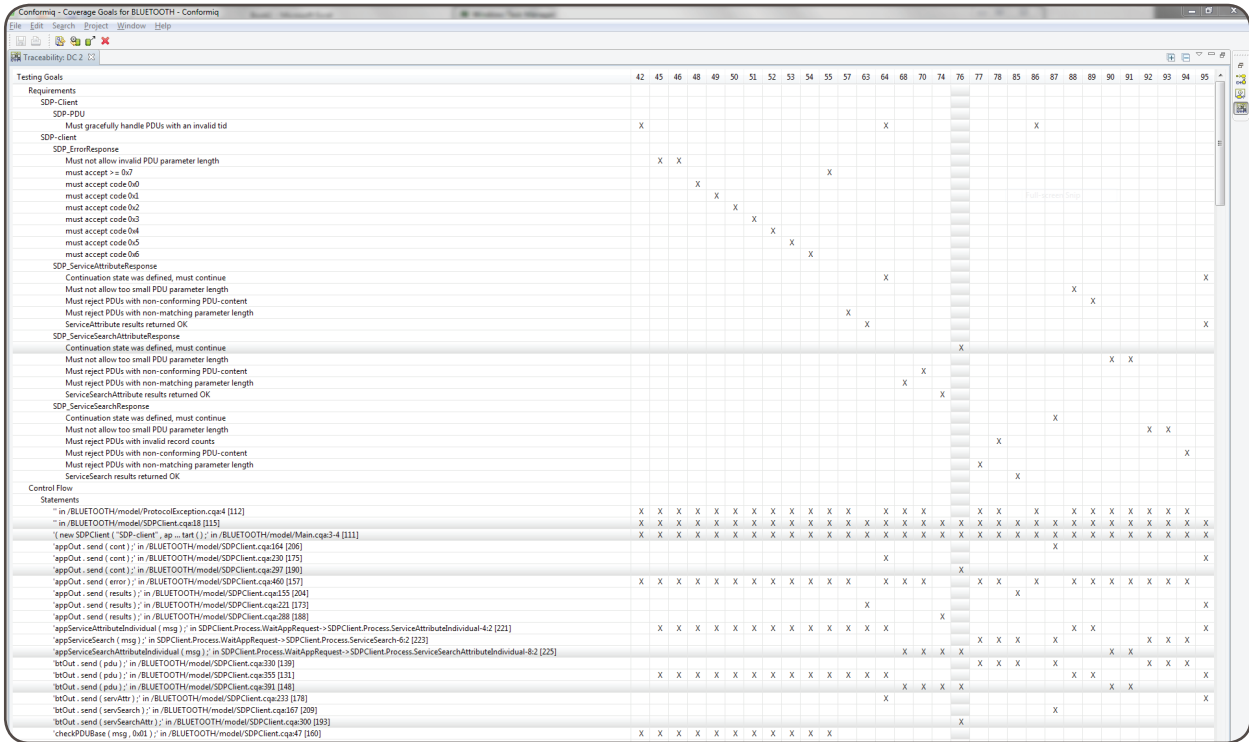 Conformiq - Coverage Goals for BLUETOOTH - Conformiq
File Edit Search Project Window Help
Traceability: DC 2
Testing Goals 42 45 46 48 49 50 51 52 53 54 55 57 63 64 68 70 74 76 77 78 85 86 87 88 89 90 91 92 93 94 95
Requirements
SDP-Client
SDP-PDU
Must gracefully handle PDUs with an invalid tid X X X
SDP-client
SDP_ErrorResponse
Must not allow invalid PDU parameter length X X
must accept >= 0x7 X
must accept code 0x0 X
must accept code 0x1 X
must accept code 0x2 X
must accept code 0x3 X
must accept code 0x4 X
must accept code 0x5 X
must accept code 0x6 X
SDP_ServiceAttributeResponse
Continuation state was defined, must continue X X
Must not allow too small PDU parameter length X
Must reject PDUs with non-conforming PDU-content X
Must reject PDUs with non-matching parameter length X
ServiceAttribute results returned OK X X
SDP_ServiceSearchAttributeResponse
Continuation state was defined, must continue X
Must not allow too small PDU parameter length X X
Must reject PDUs with non-conforming PDU-content X
Must reject PDUs with non-matching parameter length X
ServiceSearchAttribute results returned OK X
SDP_ServiceSearchResponse
Continuation state was defined, must continue X
Must not allow too small PDU parameter length X X
Must reject PDUs with invalid record counts X
Must reject PDUs with non-conforming PDU-content X
Must reject PDUs with non-matching parameter length X
ServiceSearch results returned OK X
Control Flow
Statements
'' in /BLUETOOTH/model/ProtocolException.cqa:4 [112] X X X X X X X X X X X X X X X X X X X X X X X X X
'' in /BLUETOOTH/model/SDPClient.cqa:18 [115] X X X X X X X X X X X X X X X X X X X X X X X X X X X X X X X
'( new SDPClient ( "SDP-client" , ap ... tart ( ) ;' in /BLUETOOTH/model/Main.cqa:3-4 [111] X X X X X X X X X X X X X X X X X X X X X X X X X X X X X X X
'appOut . send ( cont ) ;' in /BLUETOOTH/model/SDPClient.cqa:164 [206] X
'appOut . send ( cont ) ;' in /BLUETOOTH/model/SDPClient.cqa:230 [175] X X
'appOut . send ( cont ) ;' in /BLUETOOTH/model/SDPClient.cqa:297 [190] X
'appOut . send ( error ) ;' in /BLUETOOTH/model/SDPClient.cqa:460 [157] X X X X X X X X X X X X X X X X X X X X X X X X X
'appOut . send ( results ) ;' in /BLUETOOTH/model/SDPClient.cqa:155 [204] X
'appOut . send ( results ) ;' in /BLUETOOTH/model/SDPClient.cqa:221 [173] X X
'appOut . send ( results ) ;' in /BLUETOOTH/model/SDPClient.cqa:288 [188] X
'appServiceAttributeIndividual ( msg ) ;' in SDPClient.Process.WaitAppRequest->SDPClient.Process.ServiceAttributeIndividual-4:2 [221] X X X X X X X X X X X X X X X X
'appServiceSearch ( msg ) ;' in SDPClient.Process.WaitAppRequest->SDPClient.Process.ServiceSearch-6:2 [223] X X X X X X X
'appServiceSearchAttributeIndividual ( msg ) ;' in SDPClient.Process.WaitAppRequest->SDPClient.Process.ServiceSearchAttributeIndividual-8:2 [225] X X X X X X
'btOut . send ( pdu ) ;' in /BLUETOOTH/model/SDPClient.cqa:330 [139] X X X X X X X
'btOut . send ( pdu ) ;' in /BLUETOOTH/model/SDPClient.cqa:355 [131] X X X X X X X X X X X X X X X X
'btOut . send ( pdu ) ;' in /BLUETOOTH/model/SDPClient.cqa:391 [148] X X X X X X
'btOut . send ( servAttr ) ;' in /BLUETOOTH/model/SDPClient.cqa:233 [178] X X
'btOut . send ( servSearch ) ;' in /BLUETOOTH/model/SDPClient.cqa:167 [209] X
'btOut . send ( servSearchAttr ) ;' in /BLUETOOTH/model/SDPClient.cqa:300 [193] X
'checkPDUBase ( msg , 0x01 ) ;' in /BLUETOOTH/model/SDPClient.cqa:47 [160] X X X X X X X X X X X